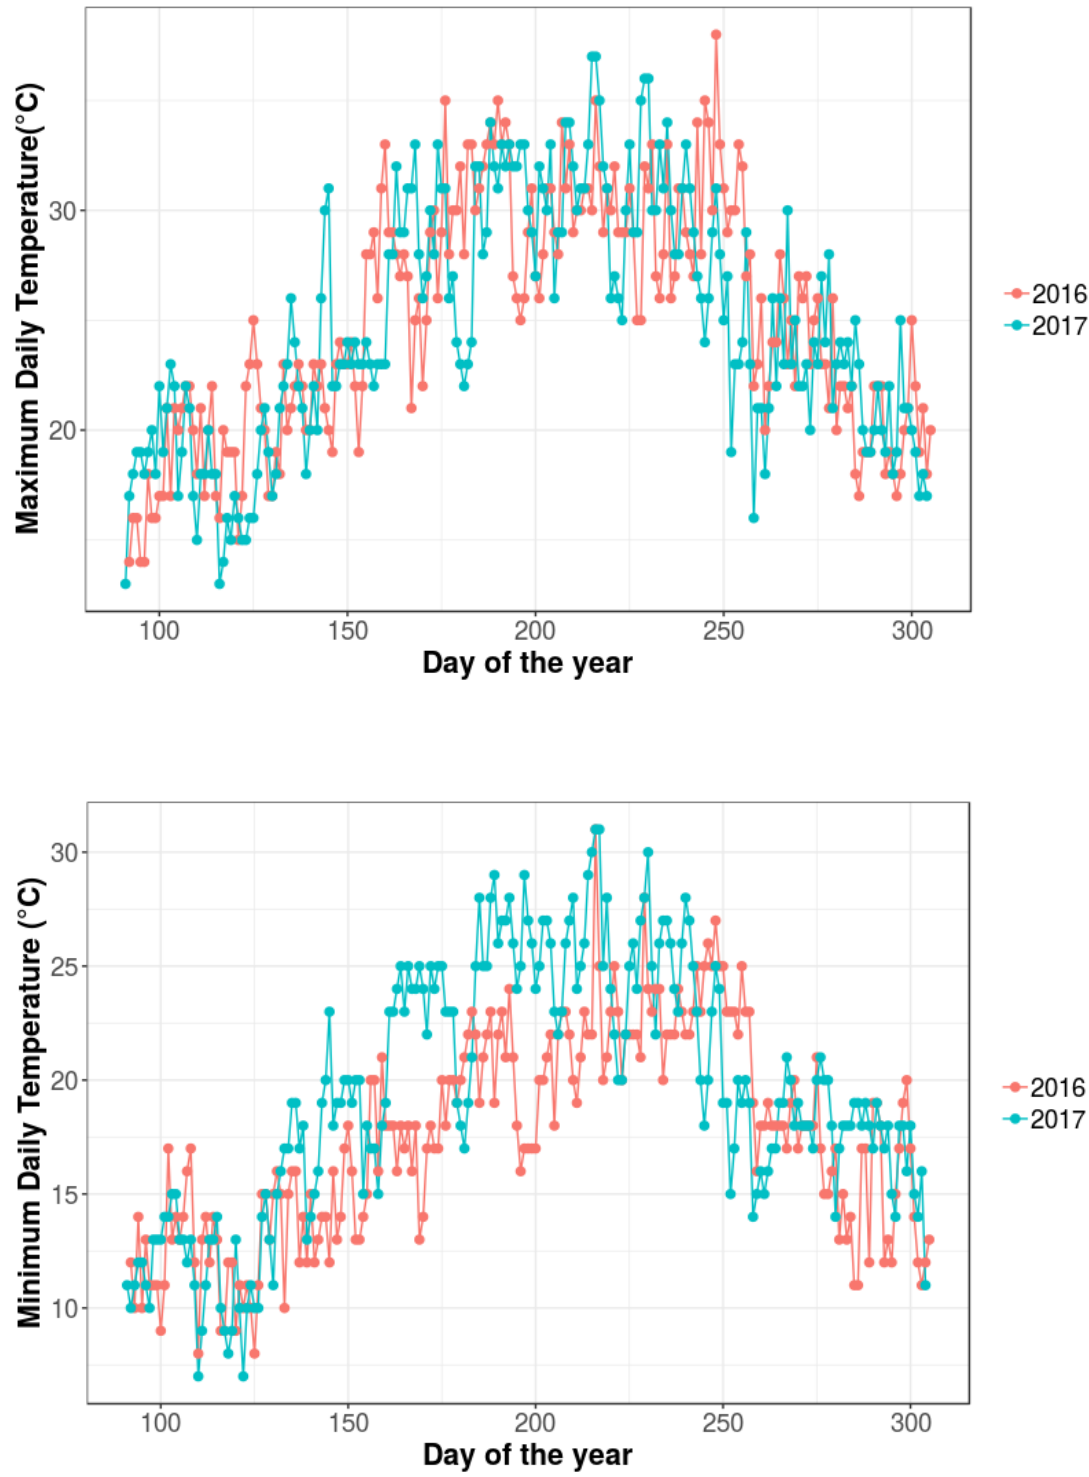 Maximum Daily Temperature(°C)
30
20
100 150 200 250 300
Day of the year
2016
2017
Minimum Daily Temperature (°C)
30
25
20
15
10
100 150 200 250 300
Day of the year
2016
2017